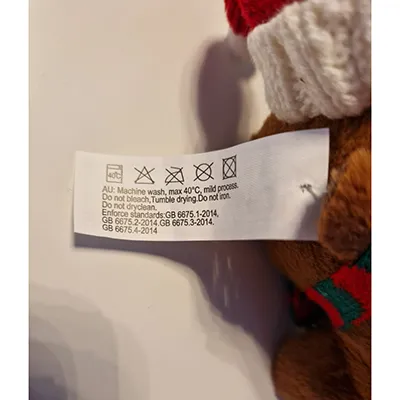 40°C
AU: Machine wash, max 40°C, mild process.
Do not bleach,Tumble drying.Do not iron.
Do not dryclean.
Enforce standards:GB 6675.1-2014,
GB 6675.2-2014.GB 6675.3-2014.
GB 6675.4-2014